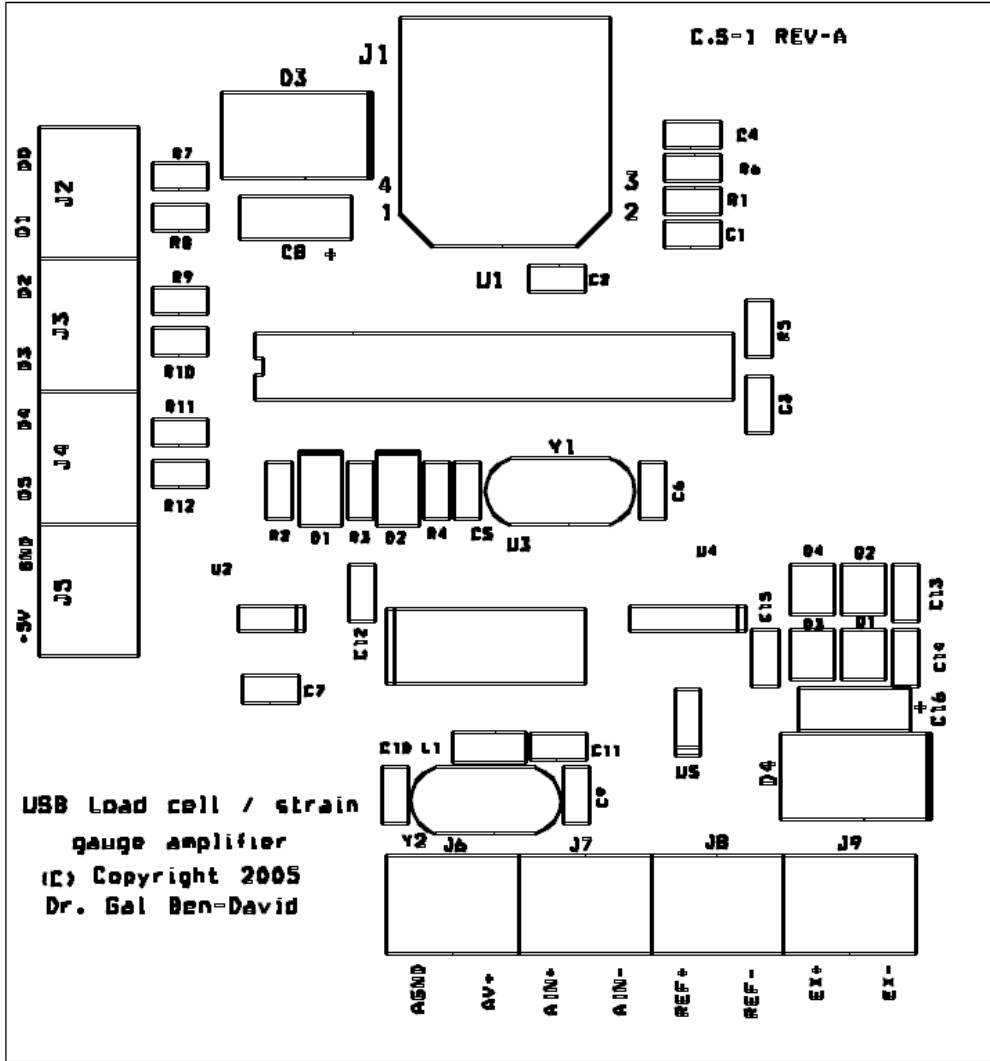 C.S-1 REV-A
J1
D3
C4
R6
R1
C1
4
1
3
2
D0
J2
R7
D1
R8
C8 +
U1
C2
D2
R9
J3
D3
R10
R5
C3
D4
R11
J4
D5
R12
Y1
R2
D1
R3
D2
R4
C5
U3
C6
GND
J5
+5V
U2
C12
C7
U4
C15
Q4
Q2
C13
Q3
Q1
C14
+
C16
U5
D4
C10
L1
C11
C9
Y2
USB Load cell / strain
gauge amplifier
(C) Copyright 2005
Dr. Gal Ben-David
J6
J7
J8
J9
AGND
AV+
AIN+
AIN-
REF+
REF-
EX+
EX-